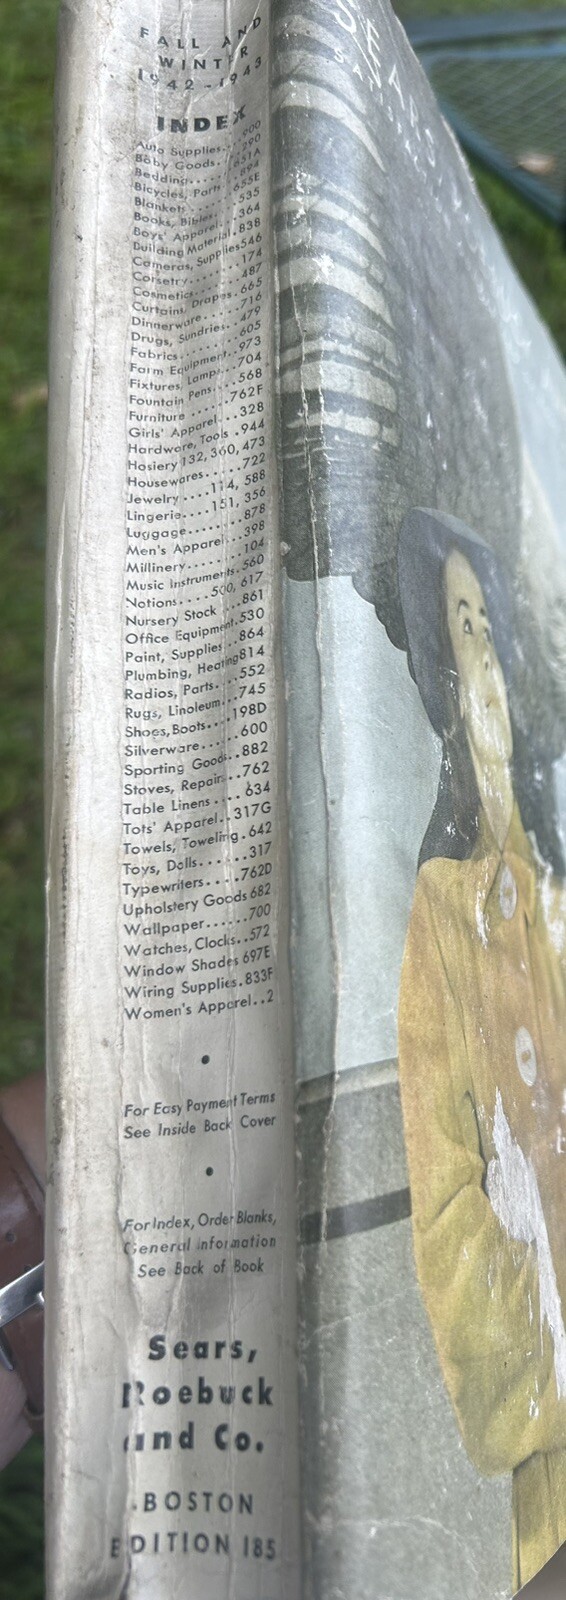 FALL AND
WINTER
1942-1943
INDEX
Auto Supplies...900
Baby Goods....290
Bedding......651A
Bicycles, Parts..894
Blankets......655E
Books, Bibles...535
Boys' Apparel...364
Building Material.838
Cameras, Supplies546
Corsetry........174
Cosmetics......487
Curtains, Drapes.665
Dinnerware.....716
Drugs, Sundries..479
Fabrics........605
Farm Equipment..973
Fixtures, Lamps..704
Fountain Pens....568
Furniture ......762F
Girls' Apparel...328
Hardware, Tools .944
Hosiery 132, 360, 473
Housewares.....722
Jewelry....114, 588
Lingerie....151, 356
Luggage........878
Men's Apparel...398
Millinery.......104
Music Instruments.560
Notions....500, 617
Nursery Stock ...861
Office Equipment.530
Paint, Supplies...864
Plumbing, Heating814
Radios, Parts....552
Rugs, Linoleum...745
Shoes, Boots...198D
Silverware......600
Sporting Goods..882
Stoves, Repairs..762
Table Linens ....634
Tots' Apparel..317G
Towels, Toweling.642
Toys, Dolls.......317
Typewriters....762D
Upholstery Goods 682
Wallpaper......700
Watches, Clocks..572
Window Shades 697E
Wiring Supplies.833F
Women's Apparel..2
•
For Easy Payment Terms
See Inside Back Cover
•
For Index, Order Blanks,
General Information
See Back of Book
Sears,
Roebuck
and Co.
BOSTON
EDITION 185
SEARS